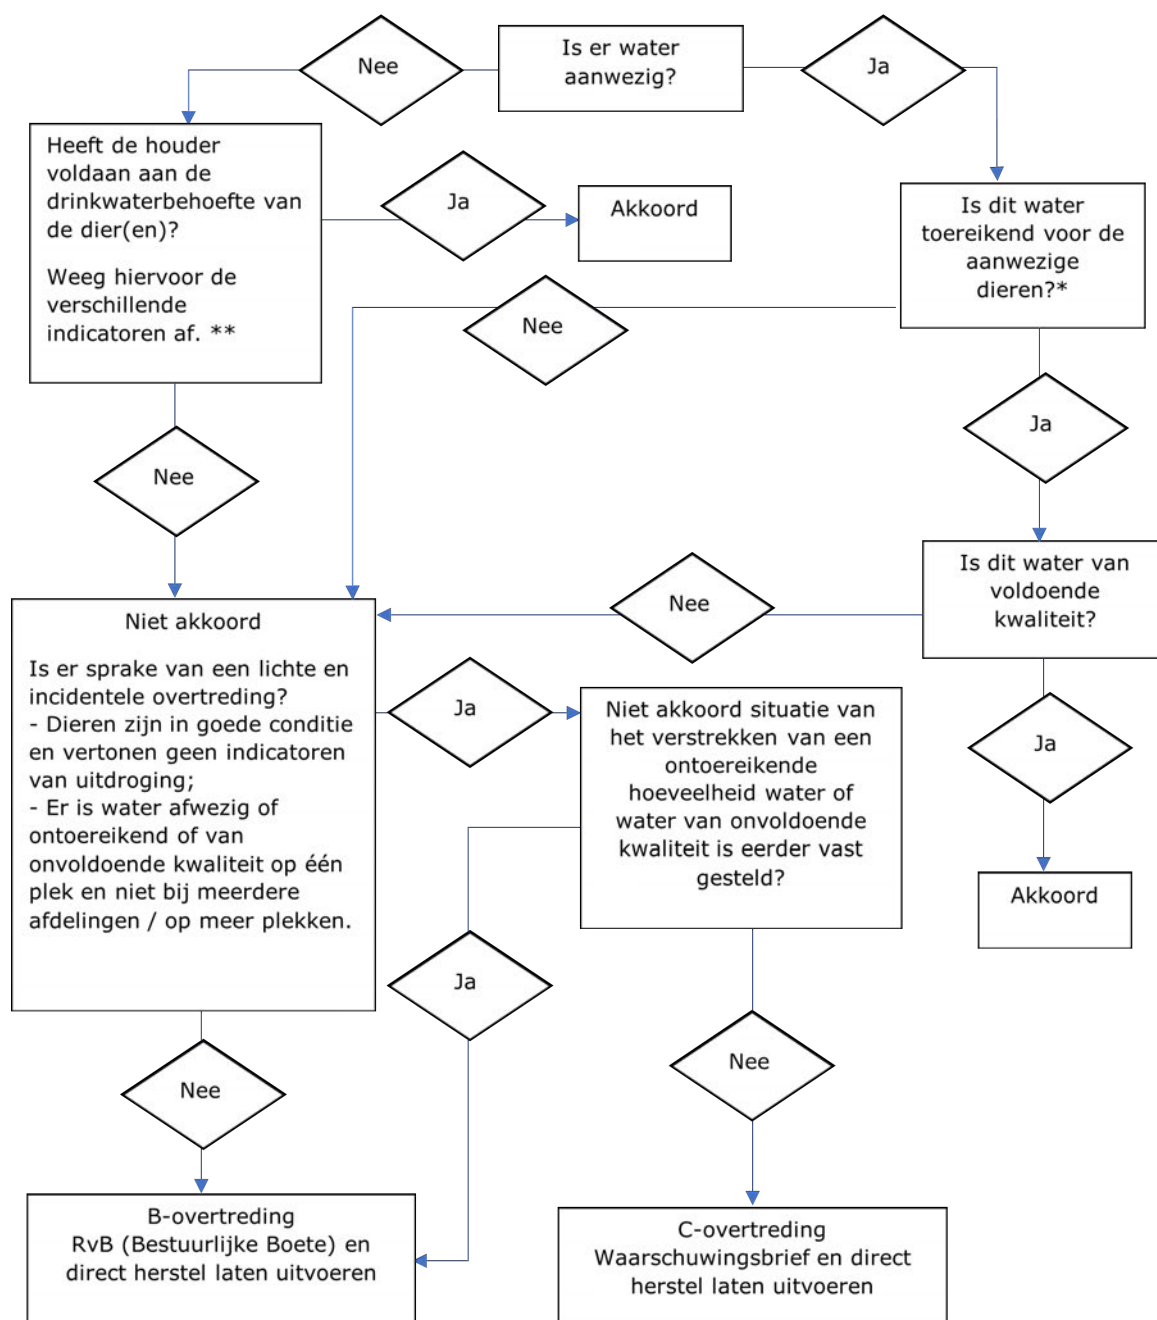 Is er water
aanwezig?
Nee
Ja
Heeft de houder
voldaan aan de
drinkwaterbehoefte van
de dier(en)?
Weeg hiervoor de
verschillende
indicatoren af. **
Ja
Akkoord
Is dit water
toereikend voor de
aanwezige
dieren?*
Nee
Ja
Nee
Is dit water van
voldoende
kwaliteit?
Nee
Niet akkoord
Is er sprake van een lichte en
incidentele overtreding?
- Dieren zijn in goede conditie
en vertonen geen indicatoren
van uitdroging;
- Er is water afwezig of
ontoereikend of van
onvoldoende kwaliteit op één
plek en niet bij meerdere
afdelingen / op meer plekken.
Ja
Niet akkoord situatie van
het verstrekken van een
ontoereikende
hoeveelheid water of
water van onvoldoende
kwaliteit is eerder vast
gesteld?
Ja
Akkoord
Ja
Nee
Nee
B-overtreding
RvB (Bestuurlijke Boete) en
direct herstel laten uitvoeren
C-overtreding
Waarschuwingsbrief en direct
herstel laten uitvoeren